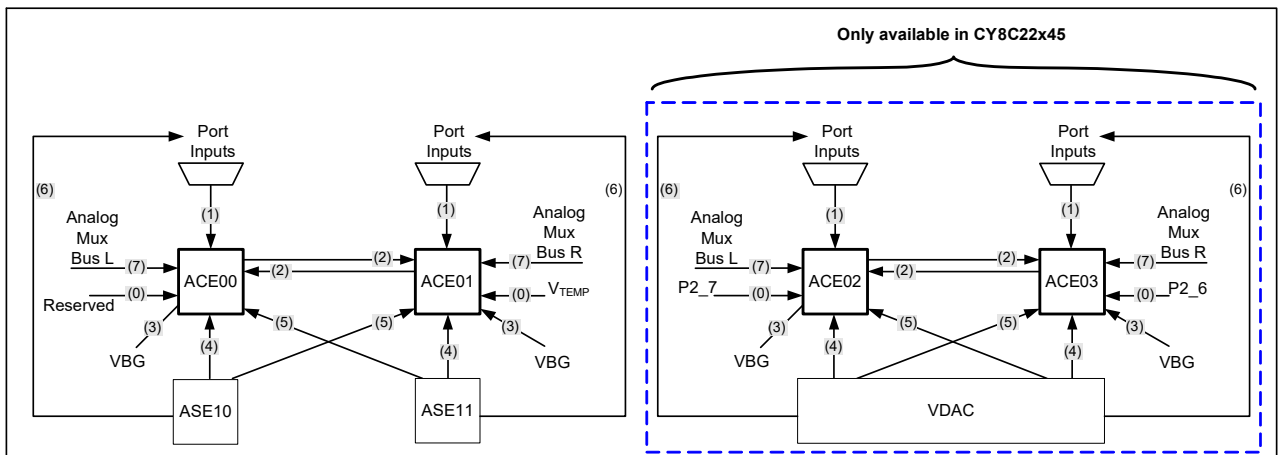 Only available in CY8C22x45
Port
Inputs
Port
Inputs
Port
Inputs
Port
Inputs
(6)
(6)
(6)
(6)
(1)
(1)
(1)
(1)
Analog
Mux
Bus L
Analog
Mux
Bus R
Analog
Mux
Bus L
Analog
Mux
Bus R
(7)
ACE00
(2)
(2)
ACE01
(7)
(7)
ACE02
(2)
(2)
ACE03
(7)
Reserved
(0)
(0)
VTEMP
P2_7
(0)
(0)
P2_6
(3)
(4)
(5)
(5)
(4)
(3)
(3)
(4)
(5)
(5)
(4)
(3)
VBG
VBG
VBG
VBG
ASE10
ASE11
VDAC